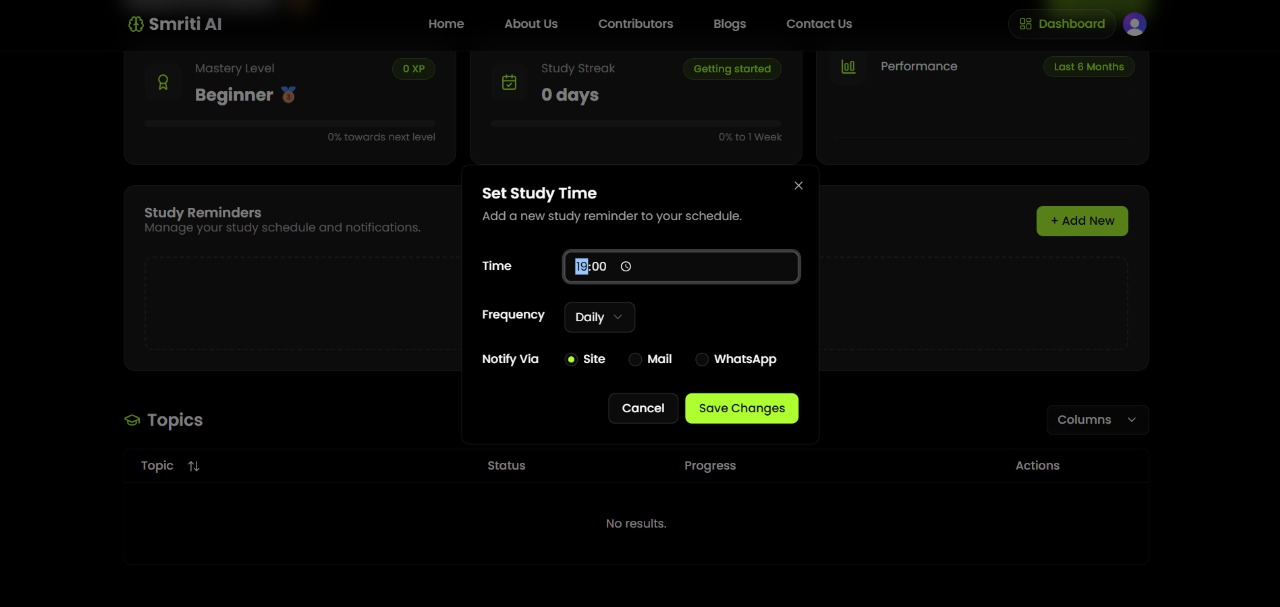 Smriti AI
Home
About Us
Contributors
Blogs
Contact Us
Dashboard
Mastery Level
0 XP
Beginner
0% towards next level
Study Streak
Getting started
0 days
0% to 1 Week
Performance
Last 6 Months
Study Reminders
Manage your study schedule and notifications.
+ Add New
Set Study Time
Add a new study reminder to your schedule.
Time
19:00
Frequency
Daily
Notify Via
Site
Mail
WhatsApp
Cancel
Save Changes
Topics
Columns
Topic
Status
Progress
Actions
No results.